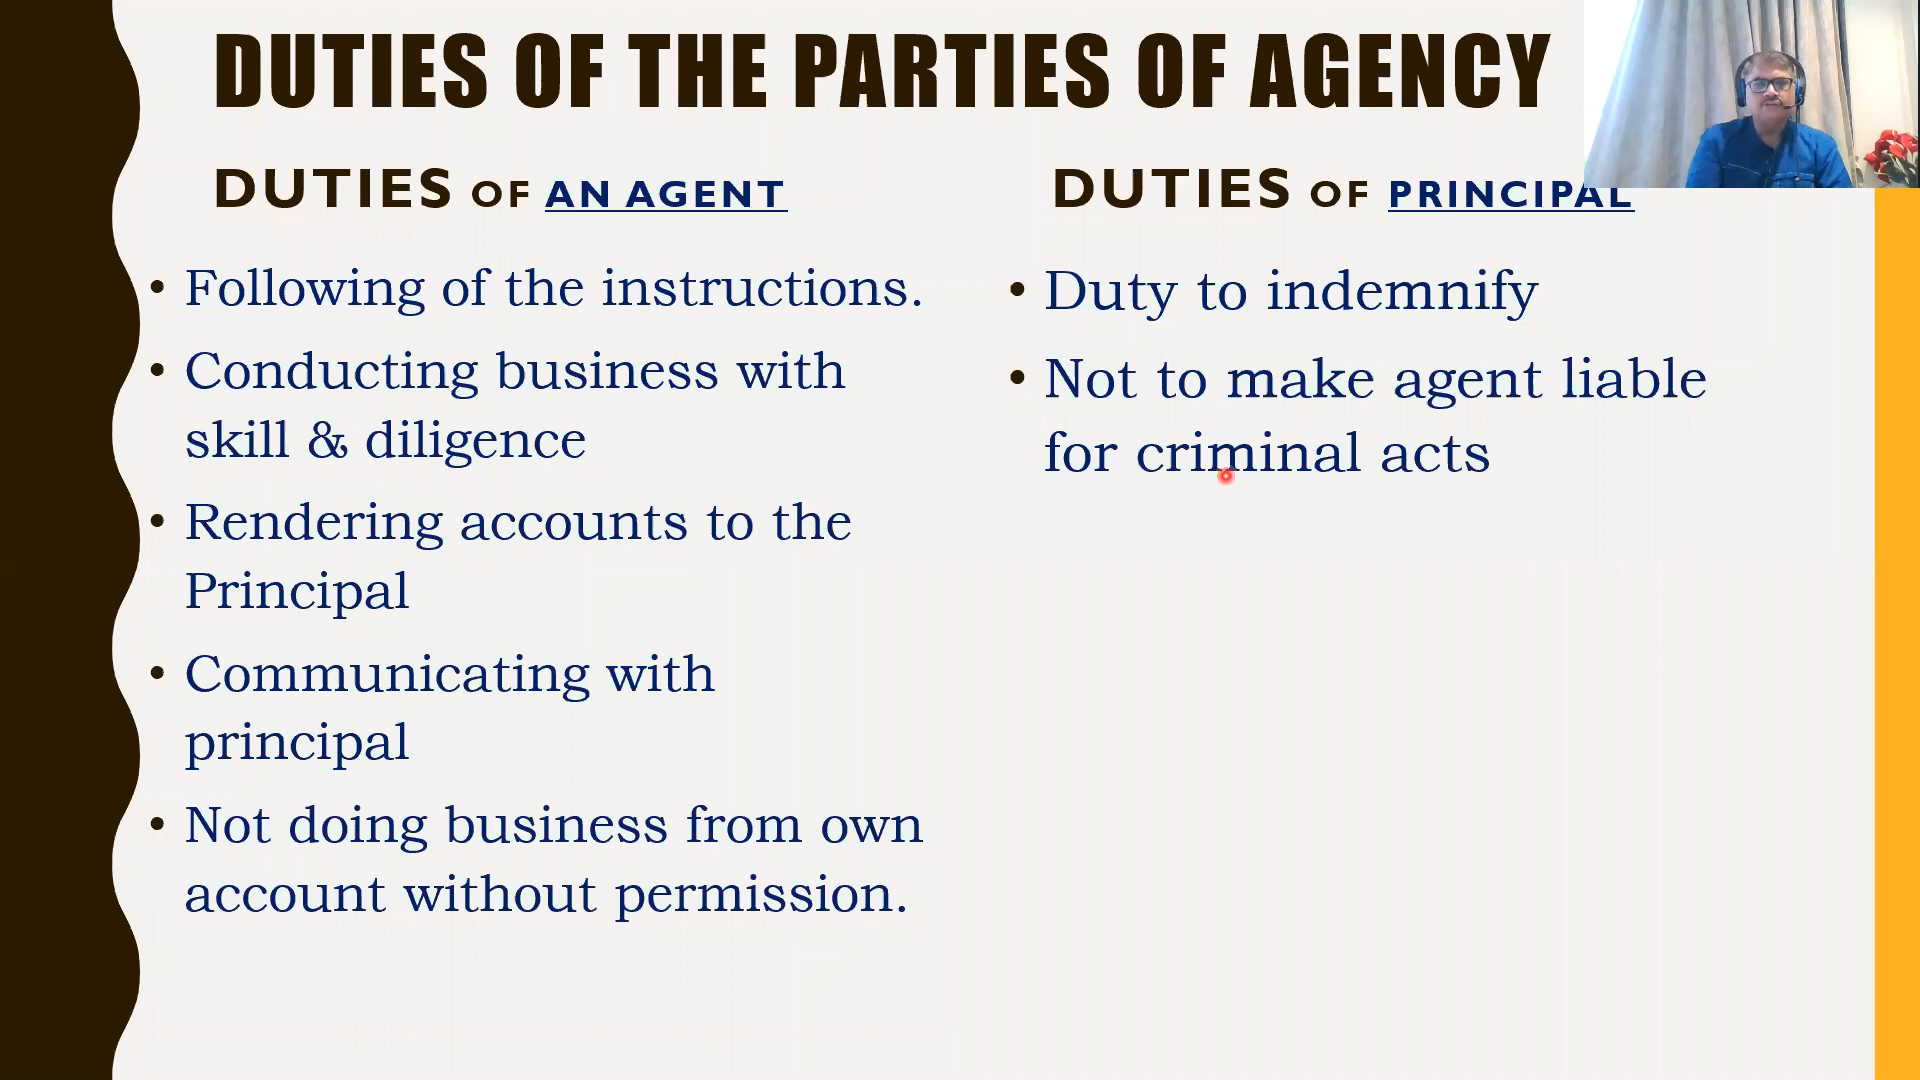 DUTIES OF THE PARTIES OF AGENCY
DUTIES OF AN AGENT
• Following of the instructions.
• Conducting business with
skill & diligence
• Rendering accounts to the
Principal
• Communicating with
principal
• Not doing business from own
account without permission.
DUTIES OF PRINCIPAL
• Duty to indemnify
• Not to make agent liable
for criminal acts